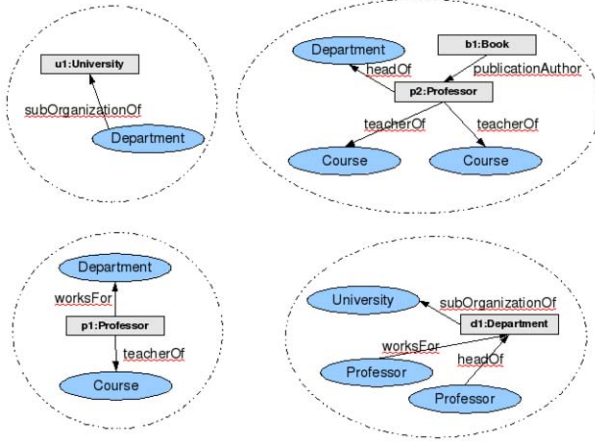 u1:University
subOrganizationOf
Department
Department
b1:Book
headOf
publicationAuthor
p2:Professor
teacherOf
teacherOf
Course
Course
Department
worksFor
p1:Professor
teacherOf
Course
University
subOrganizationOf
d1:Department
worksFor
Professor
headOf
Professor